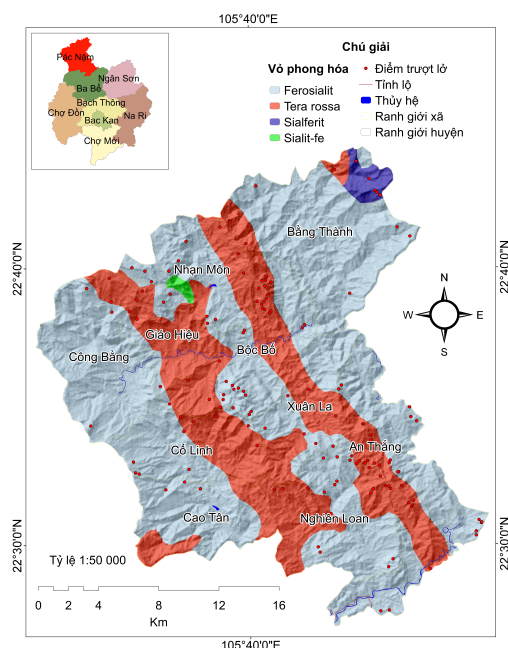 105°40'0"E
Chú giải
Vỏ phong hóa
Ferosialit
Tera rossa
Sialferit
Sialit-fe
Điểm trượt lở
Tỉnh lộ
Thủy hệ
Ranh giới xã
Ranh giới huyện
Pác Nặm
Ngân Sơn
Ba Bể
Bạch Thông
Chợ Đồn
Bac Kan
Na Rì
Chợ Mới
Bằng Thành
22°40'0"N
22°40'0"N
Nhạn Môn
N
W
E
S
Giáo Hiệu
Công Bằng
Bộc Bố
Xuân La
Cổ Linh
An Thắng
Cao Tân
Nghiên Loan
22°30'0"N
22°30'0"N
Tỷ lệ 1:50 000
0 2 4 8 12 16
Km
105°40'0"E